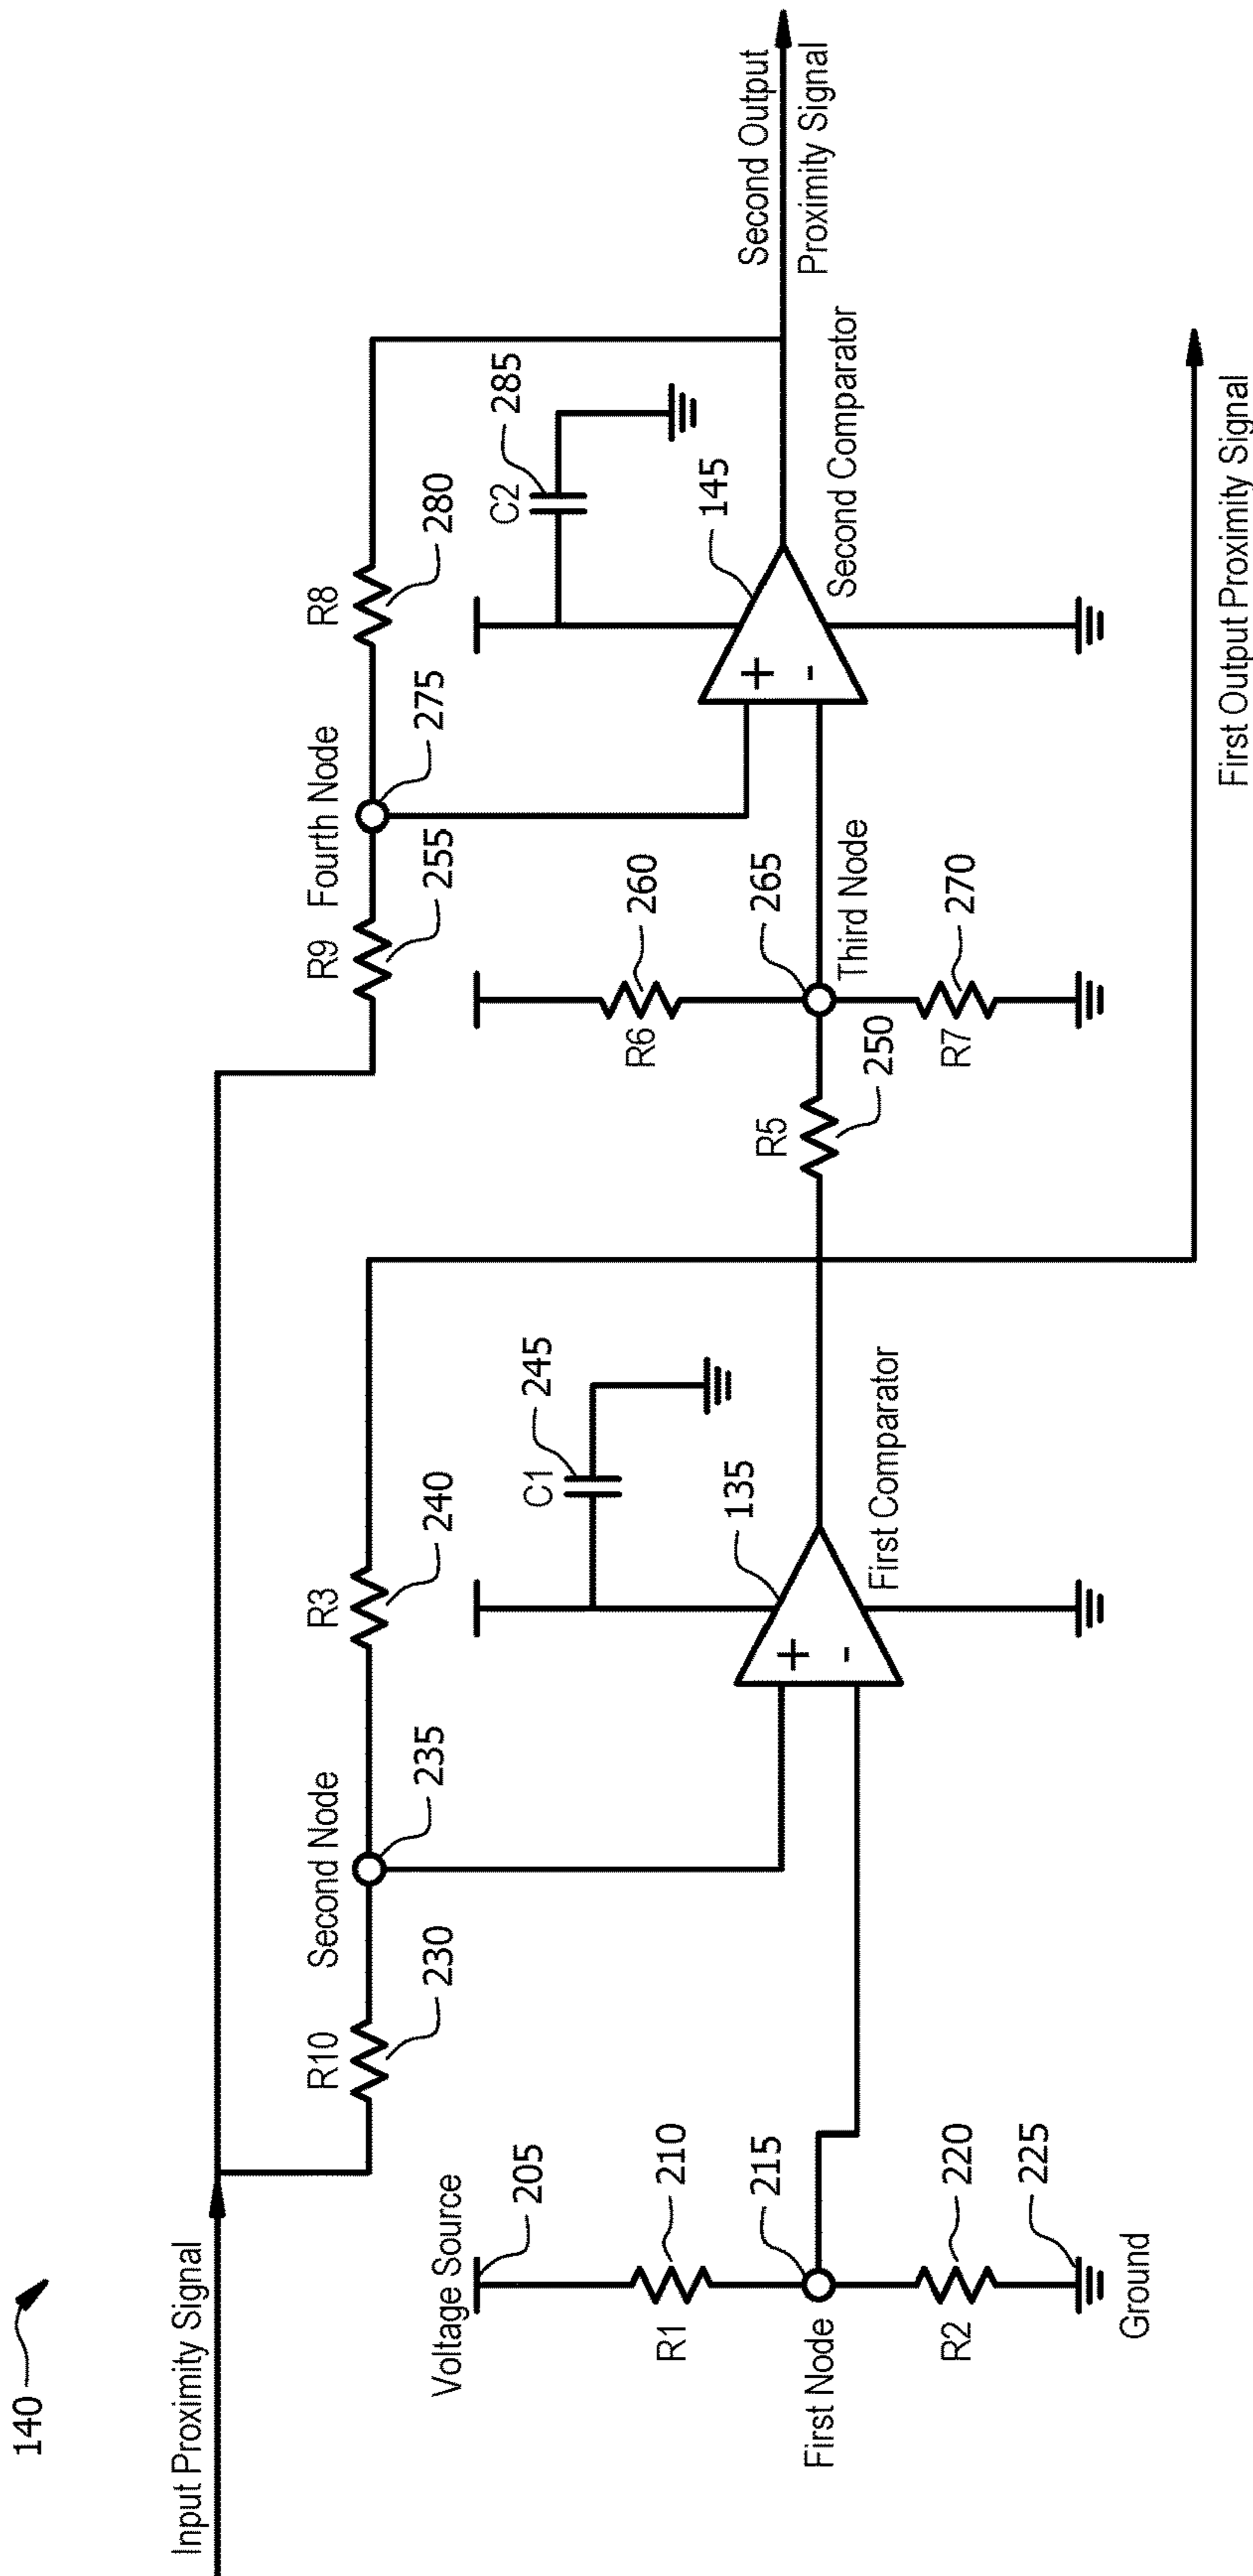 140
Input Proximity Signal
Voltage Source
205
R1
210
First Node
215
R2
220
Ground
225
R10
230
Second Node
235
R3
240
C1
245
135
First Comparator
R5
250
R9
255
Fourth Node
275
R6
260
265
Third Node
R7
270
R8
280
C2
285
145
Second Comparator
Second Output
Proximity Signal
First Output Proximity Signal
+
-
+
-